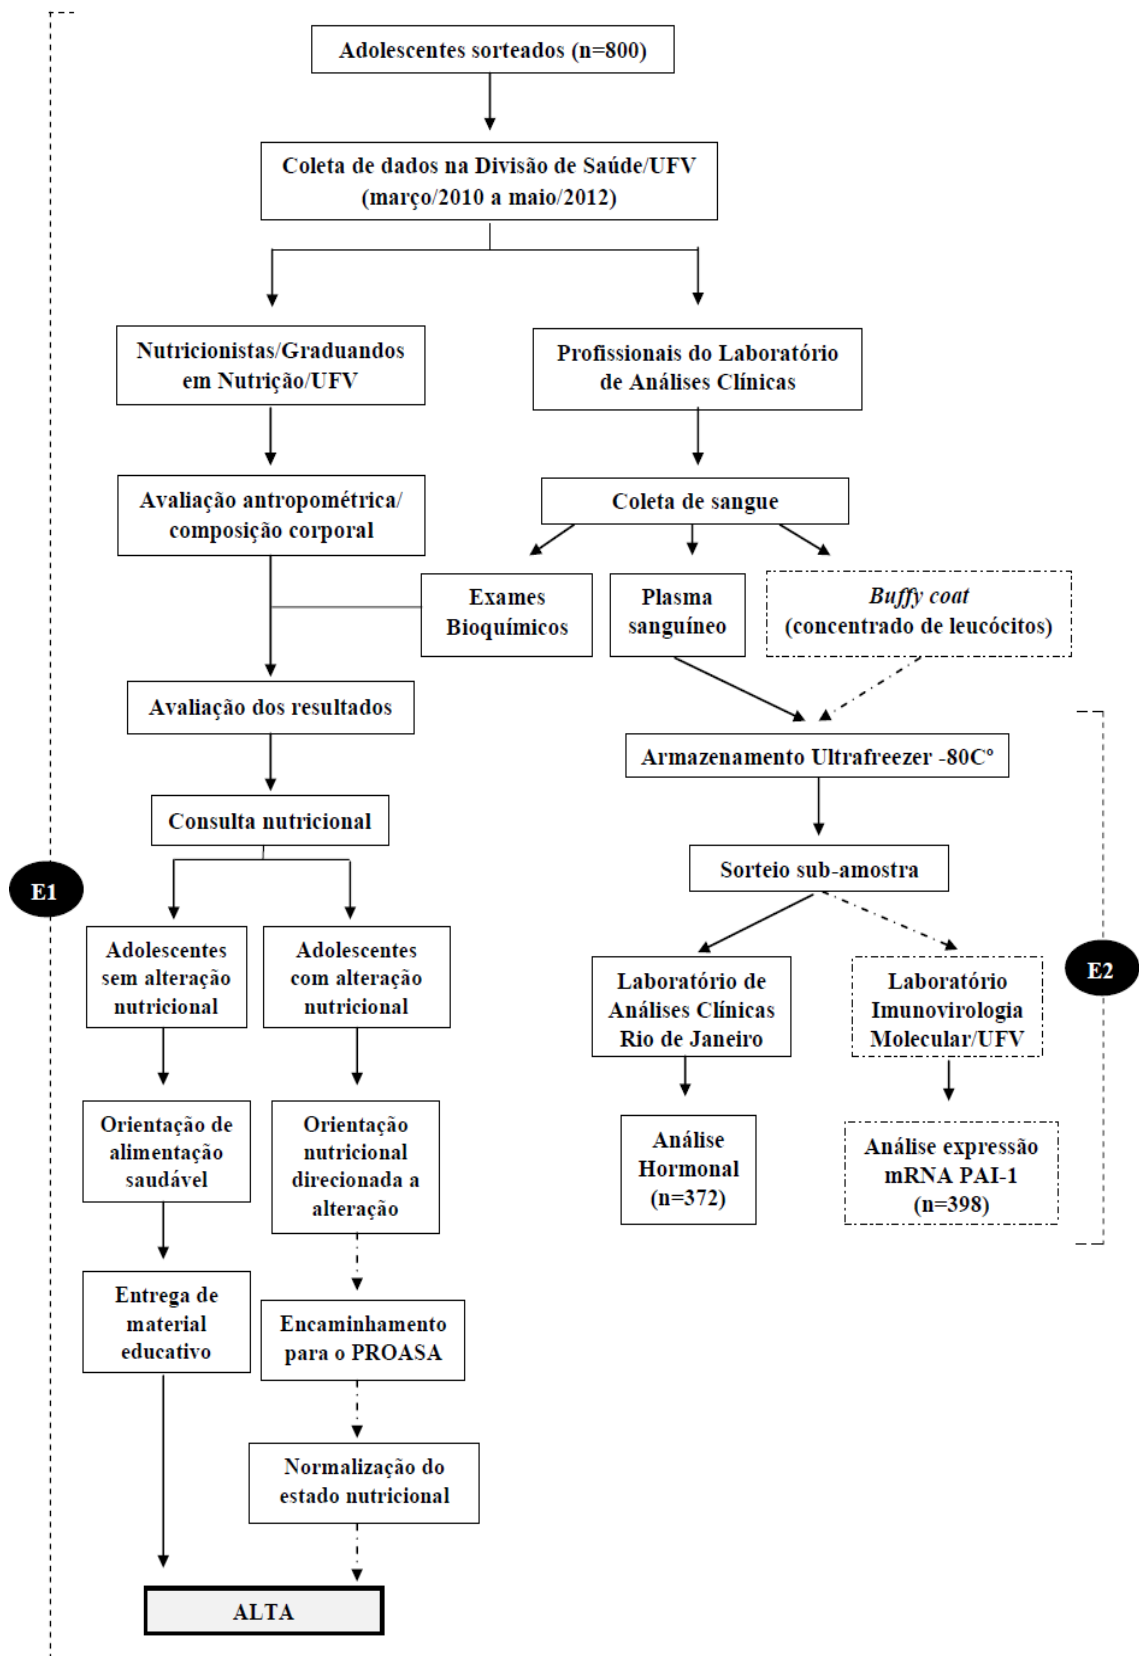 Adolescentes sorteados (n=800)
Coleta de dados na Divisão de Saúde/UFV
(março/2010 a maio/2012)
Nutricionistas/Graduandos
em Nutrição/UFV
Profissionais do Laboratório
de Análises Clínicas
Avaliação antropométrica/
composição corporal
Coleta de sangue
Exames
Bioquímicos
Plasma
sanguíneo
Buffy coat
(concentrado de leucócitos)
Avaliação dos resultados
Armazenamento Ultrafreezer -80Cº
Consulta nutricional
Sorteio sub-amostra
E1
Adolescentes
sem alteração
nutricional
Adolescentes
com alteração
nutricional
Laboratório de
Análises Clínicas
Rio de Janeiro
Laboratório
Imunovirologia
Molecular/UFV
E2
Orientação de
alimentação
saudável
Orientação
nutricional
direcionada a
alteração
Análise
Hormonal
(n=372)
Análise expressão
mRNA PAI-1
(n=398)
Entrega de
material
educativo
Encaminhamento
para o PROASA
Normalização do
estado nutricional
ALTA